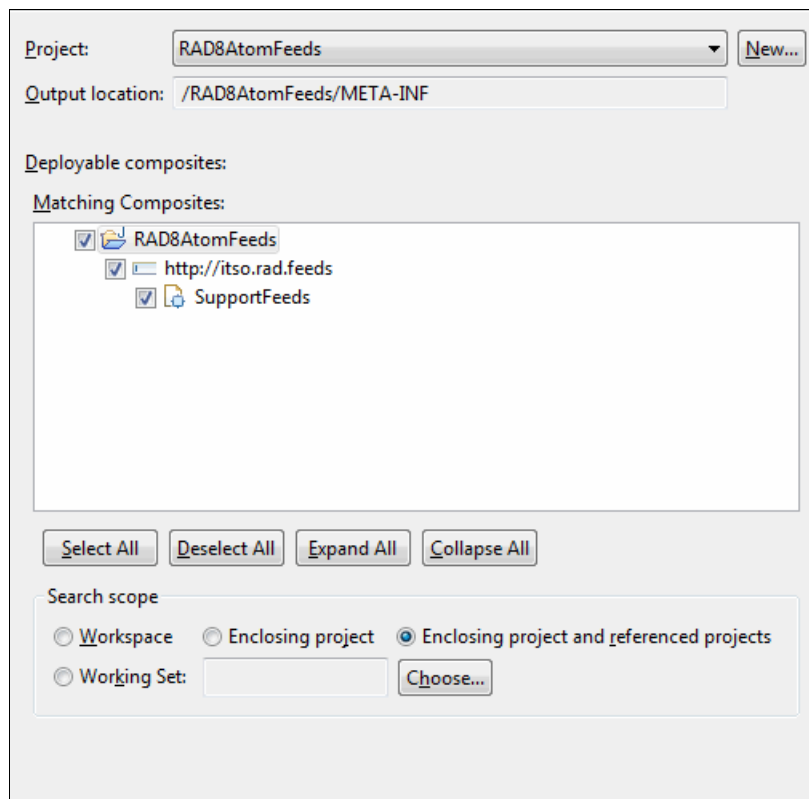 Project: RAD8AtomFeeds New...
Output location: /RAD8AtomFeeds/META-INF
Deployable composites:
Matching Composites:
RAD8AtomFeeds
http://itso.rad.feeds
SupportFeeds
Select All Deselect All Expand All Collapse All
Search scope
Workspace Enclosing project Enclosing project and referenced projects
Working Set: Choose...